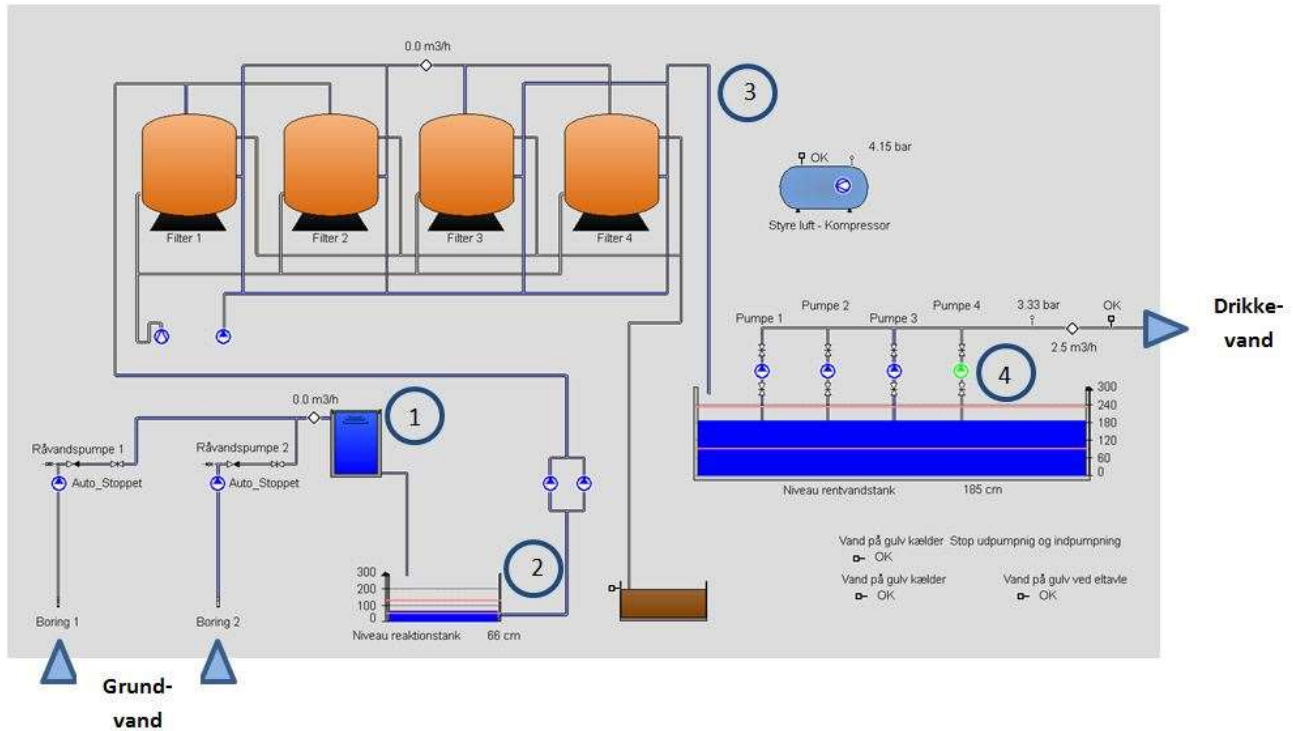 0.0 m3/h
3
Filter 1
Filter 2
Filter 3
Filter 4
OK
4.15 bar
Styre luft - Kompressor
Pumpe 1
Pumpe 2
Pumpe 3
Pumpe 4
3.33 bar
OK
2.5 m3/h
Drikke-
vand
4
300
240
180
120
60
0
Niveau rentvandstank 185 cm
0.0 m3/h
1
Råvandspumpe 1
Auto_Stoppet
Råvandspumpe 2
Auto_Stoppet
2
300
200
100
0
Niveau reaktionstank 66 cm
Boring 1
Boring 2
Vand på gulv kælder Stop udpumpnig og indpumpning
OK
Vand på gulv kælder
OK
Vand på gulv ved eltavle
OK
Grund-
vand